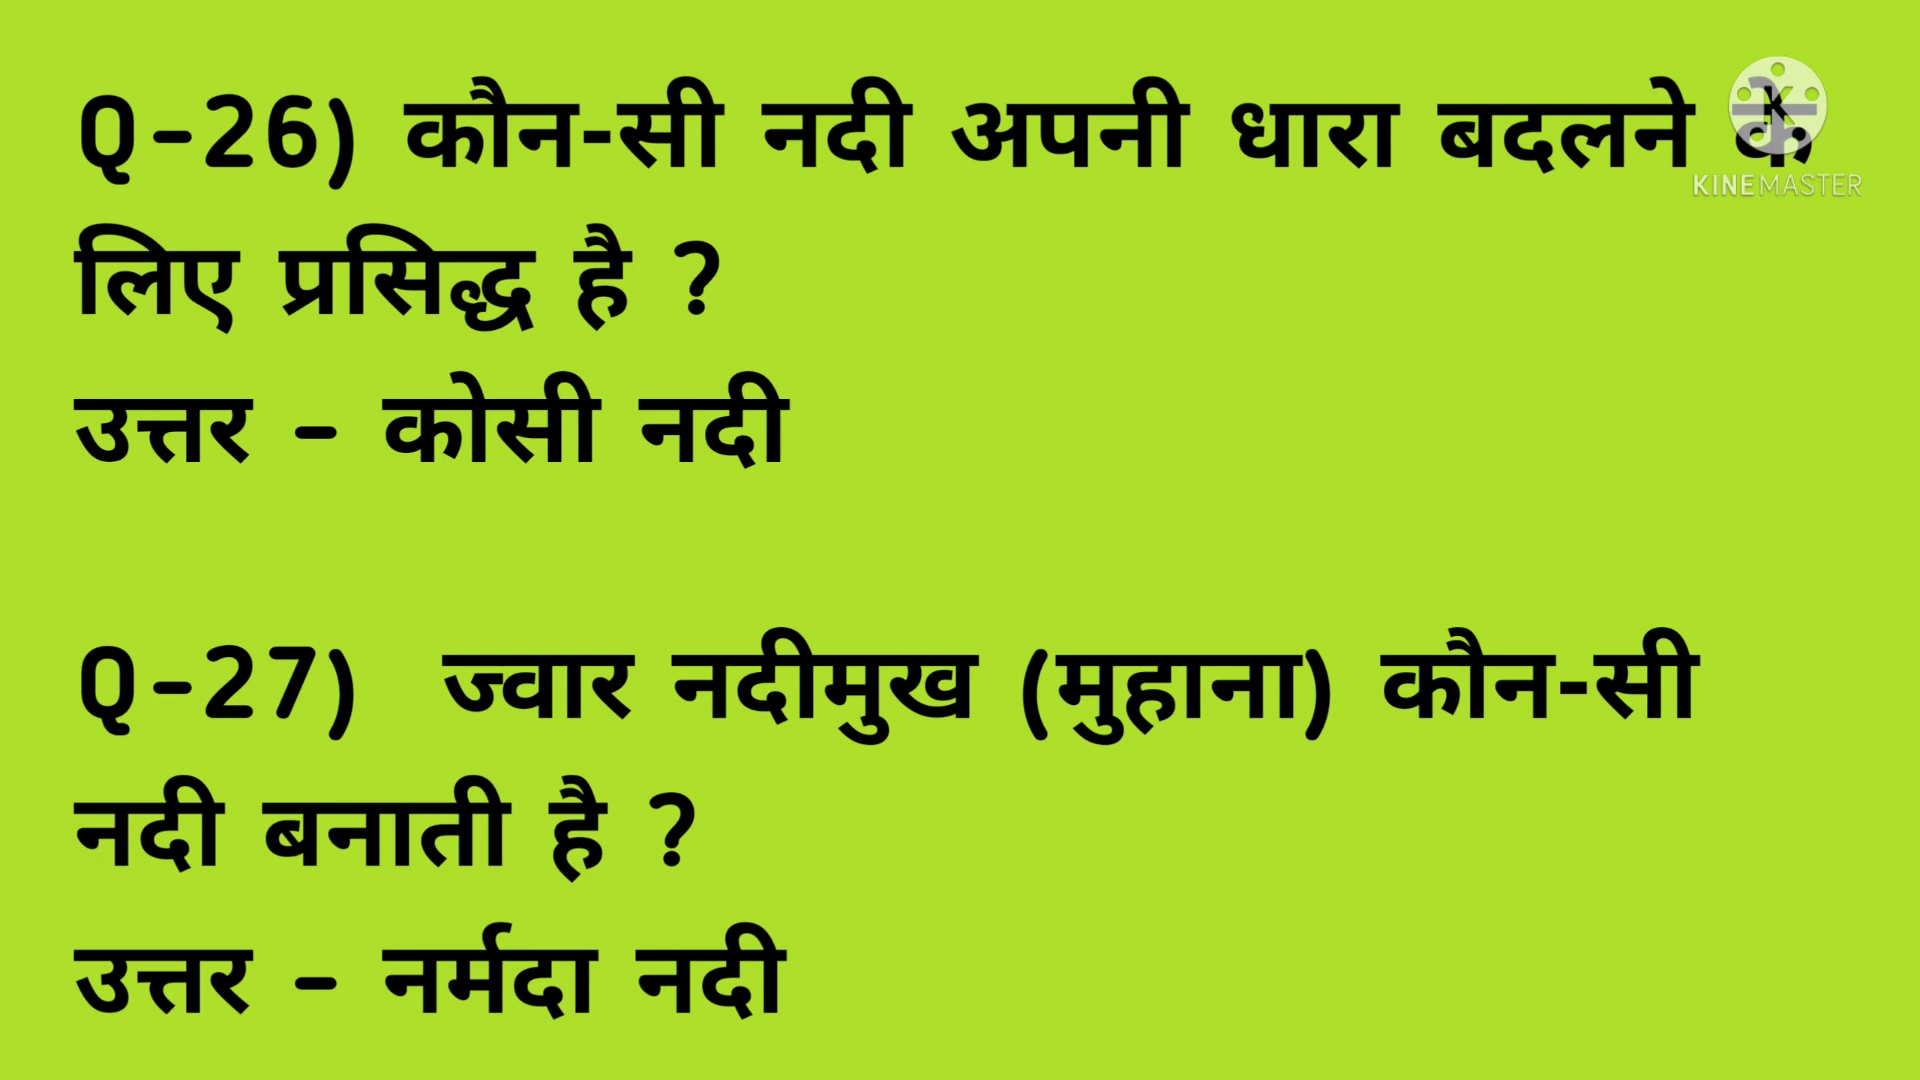 Q-26) कौन-सी नदी अपनी धारा बदलने के
लिए प्रसिद्ध है ?
उत्तर - कोसी नदी
Q-27) ज्वार नदीमुख (मुहाना) कौन-सी
नदी बनाती है ?
उत्तर - नर्मदा नदी
K
KINEMASTER